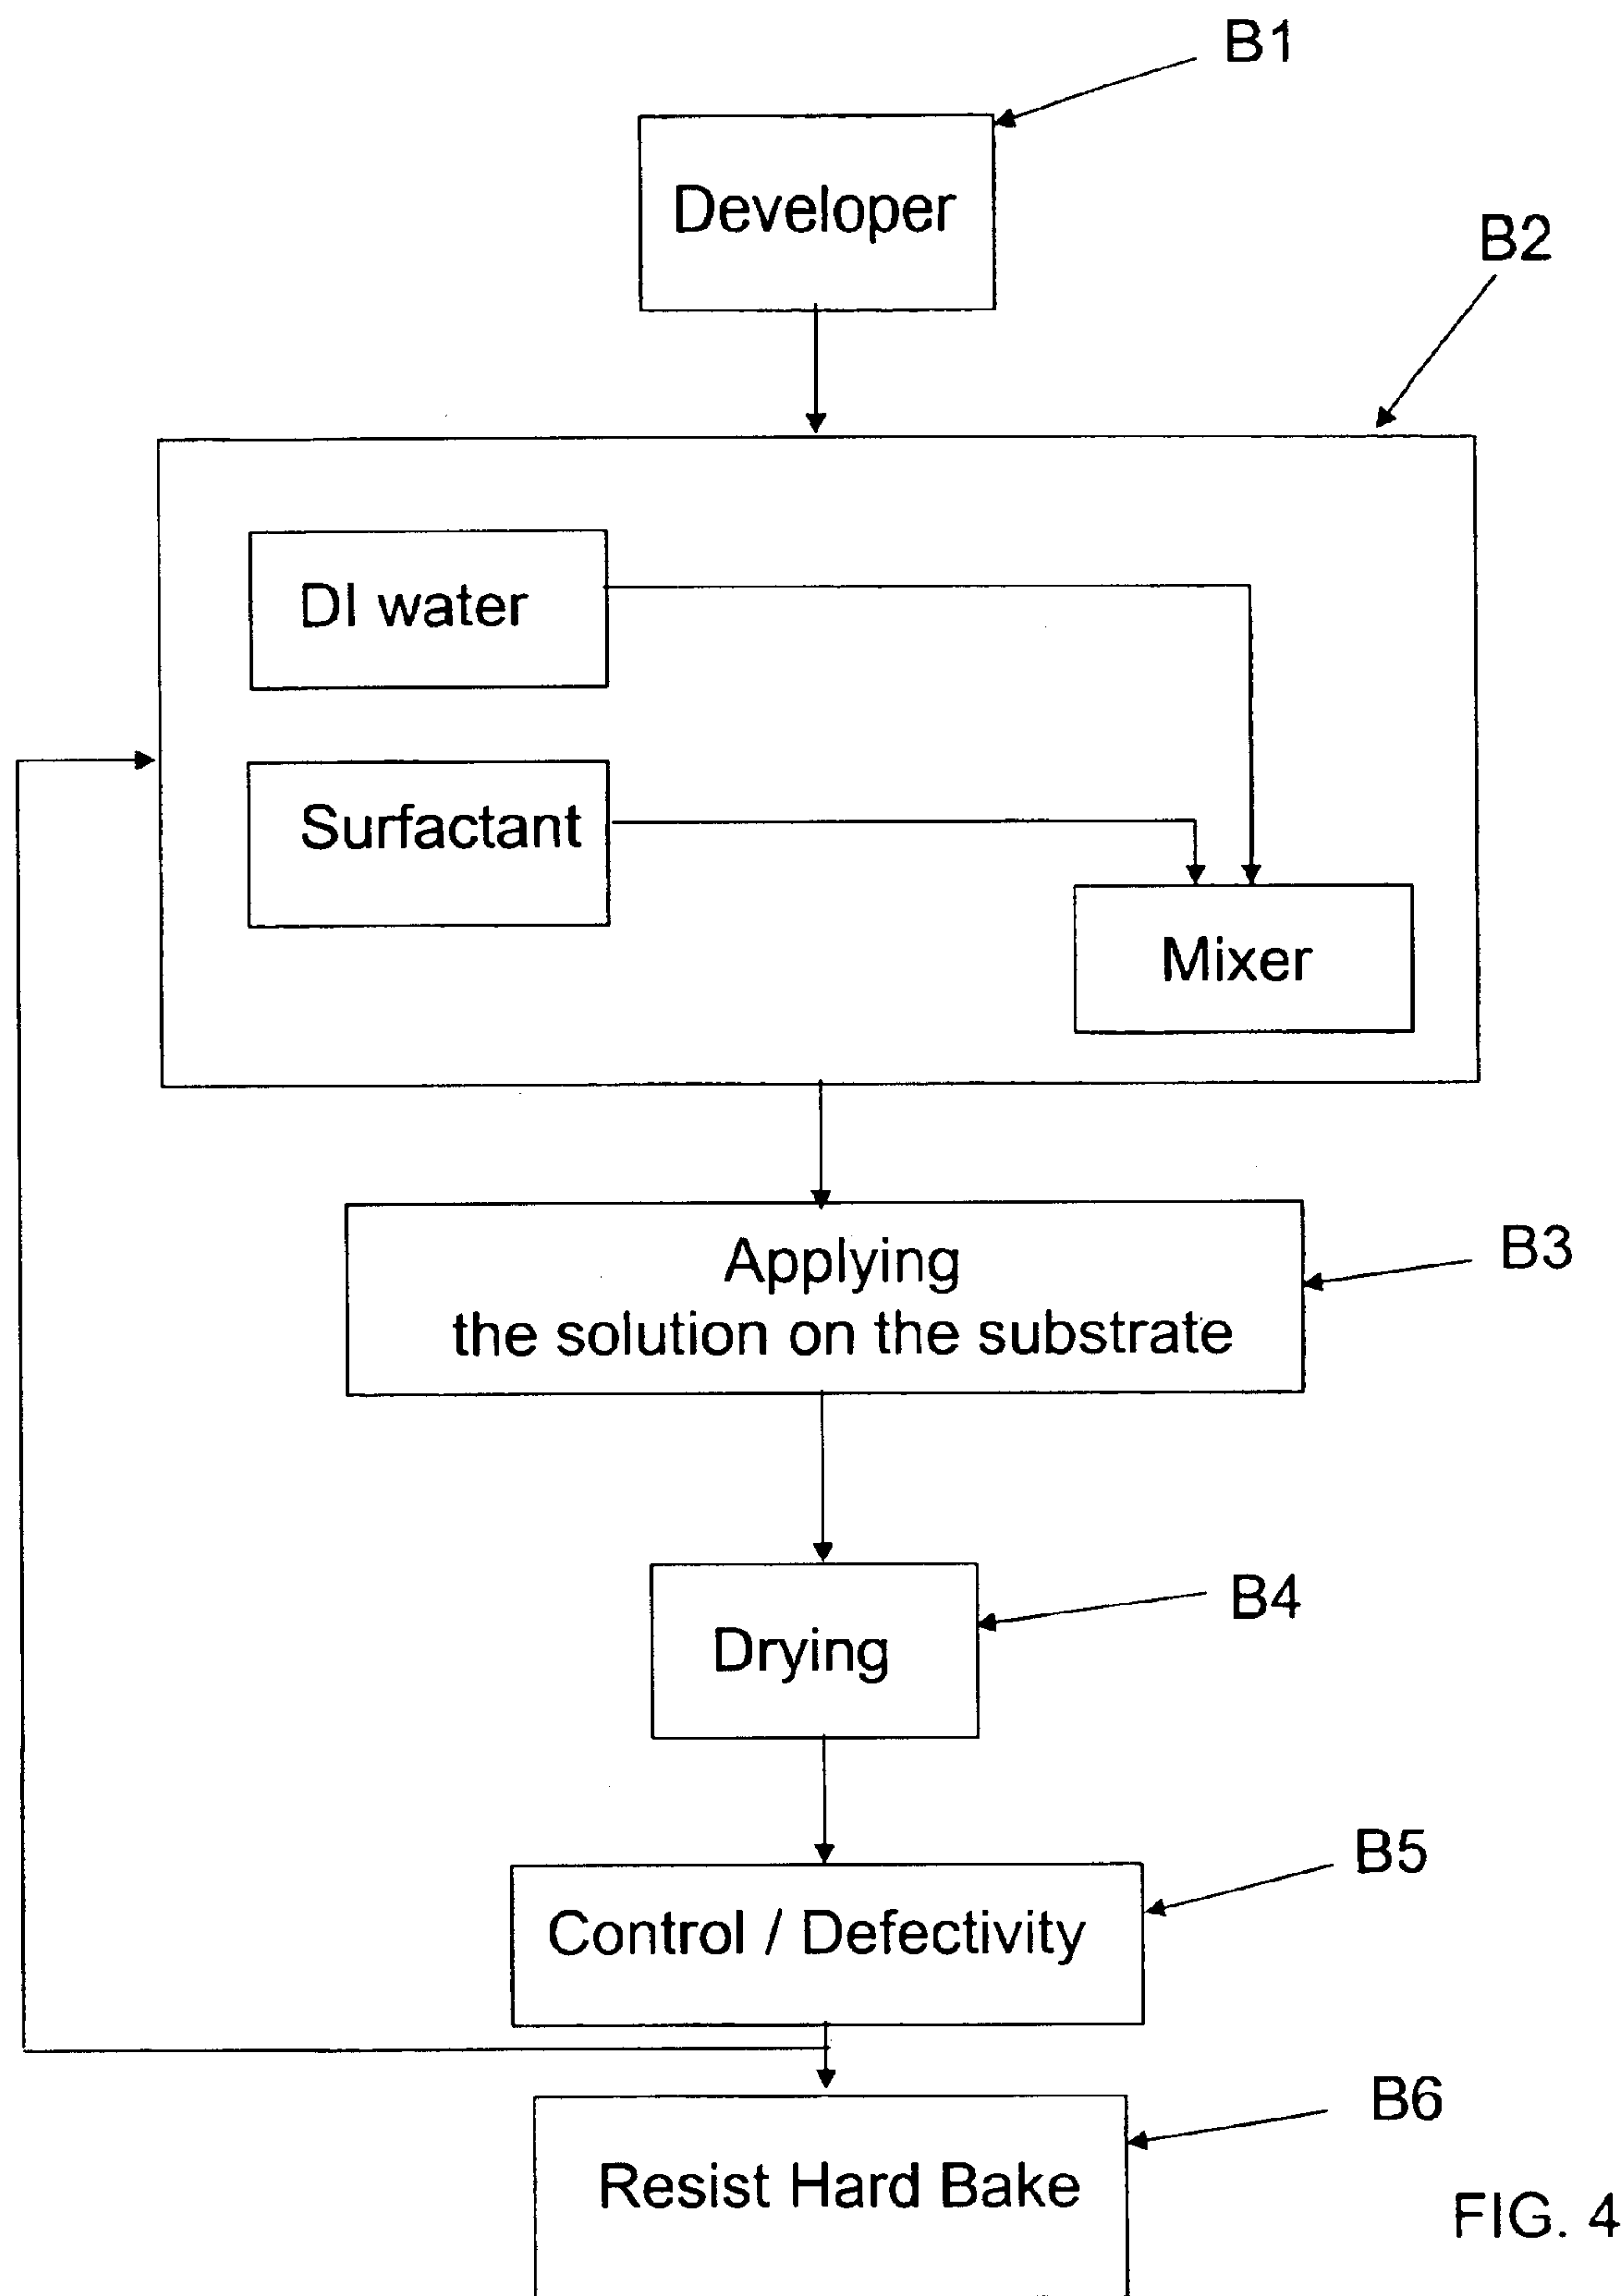 B1
Developer
B2
DI water
Surfactant
Mixer
Applying
the solution on the substrate
B3
B4
Drying
B5
Control / Defectivity
B6
Resist Hard Bake
FIG. 4